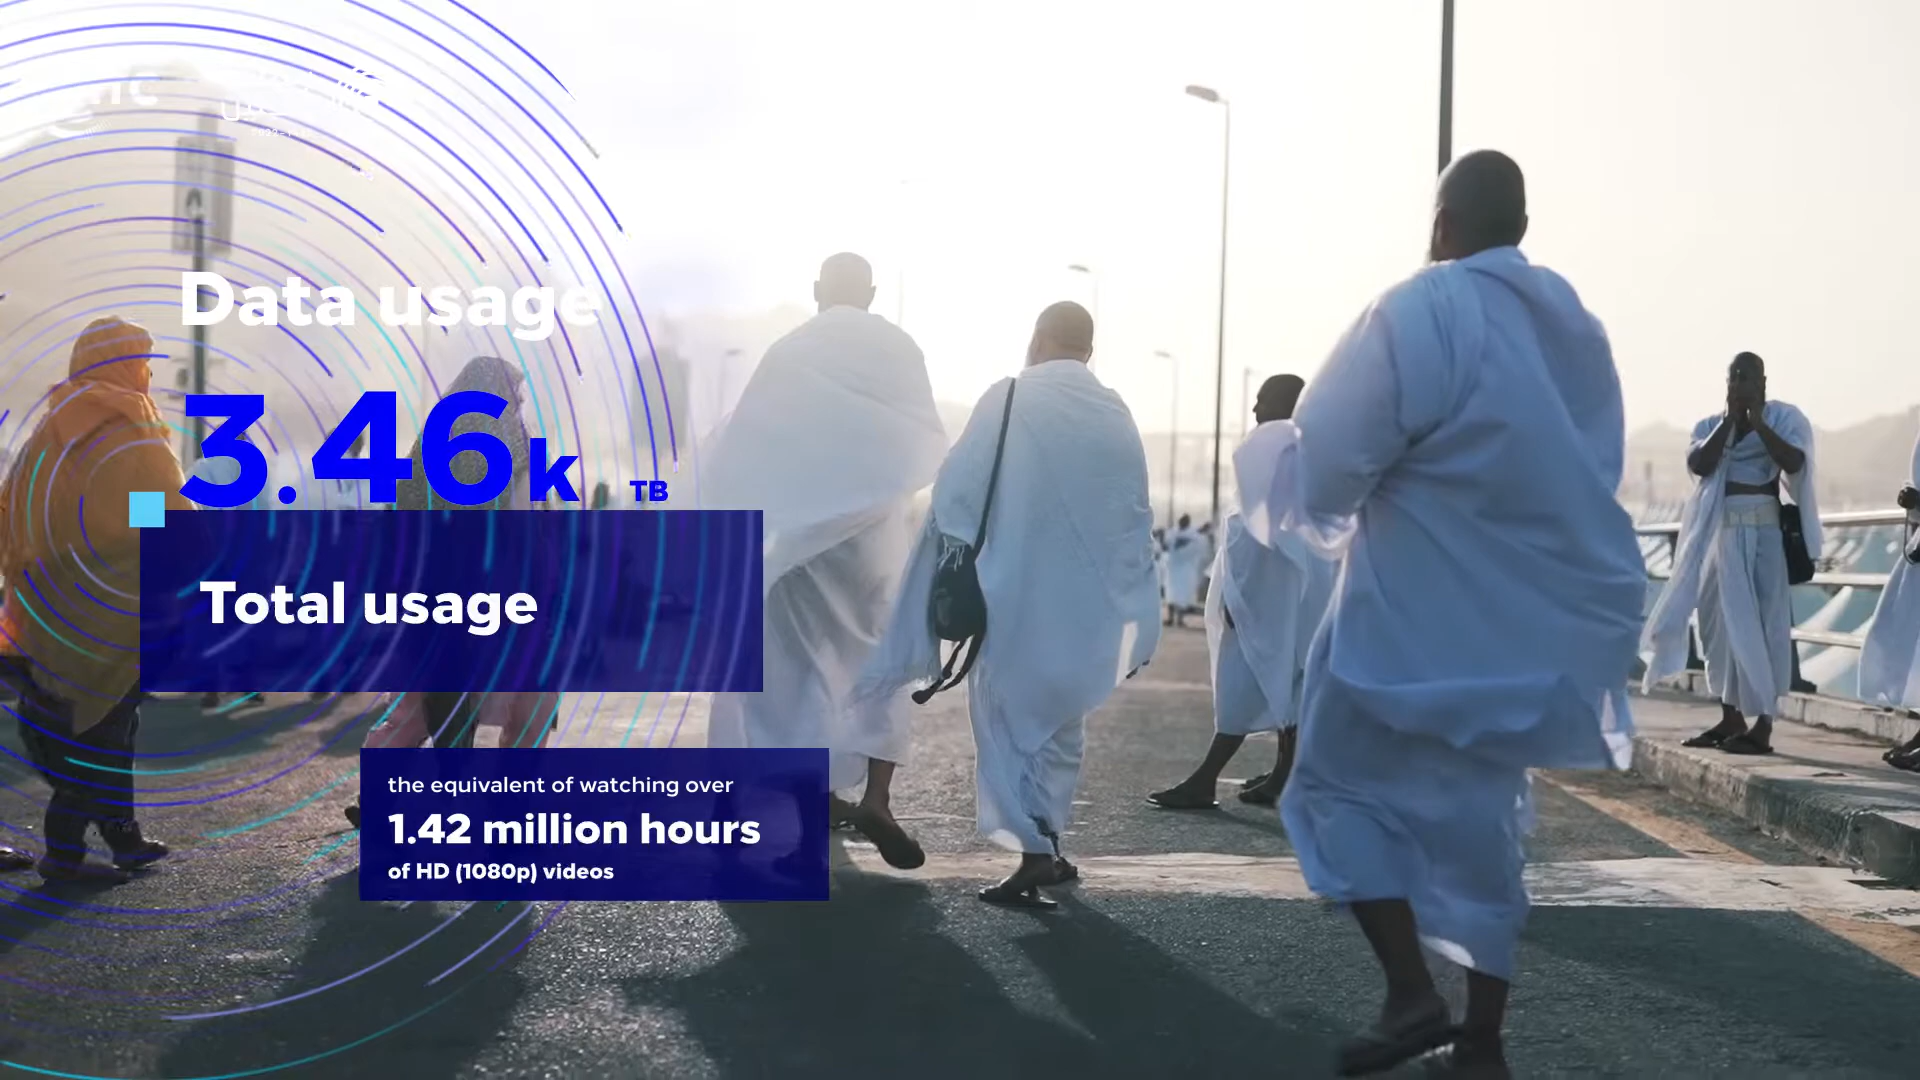 Data usage
3.46k TB
Total usage
the equivalent of watching over
1.42 million hours
of HD (1080p) videos